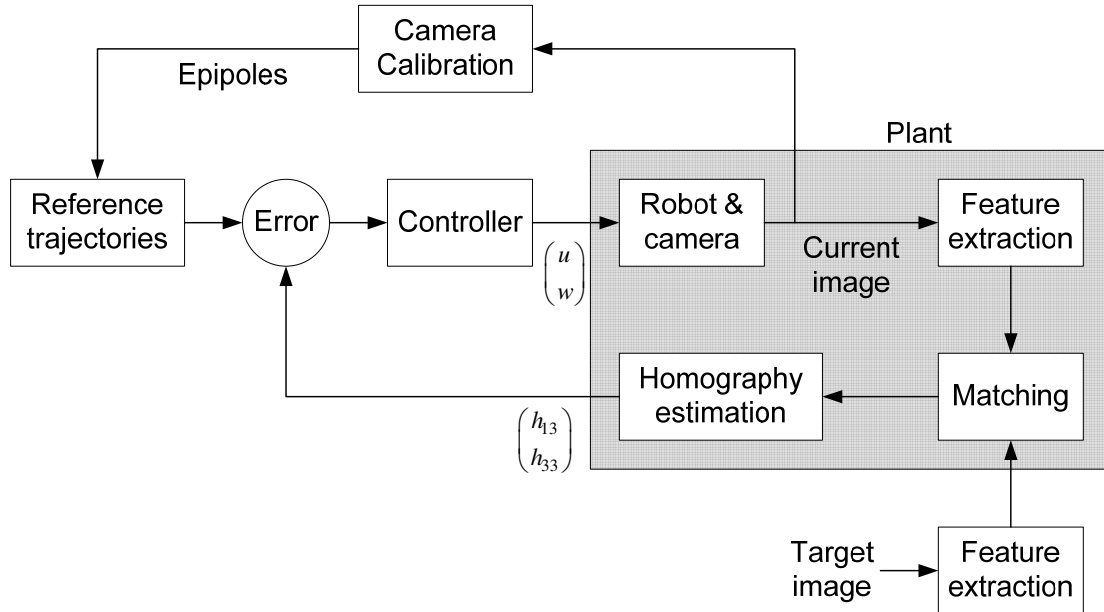 Camera
Calibration
Epipoles
Plant
Reference
trajectories
Error
Controller
Robot &
camera
Feature
extraction
Current
image
u
w
Homography
estimation
Matching
h13
h33
Target
image
Feature
extraction